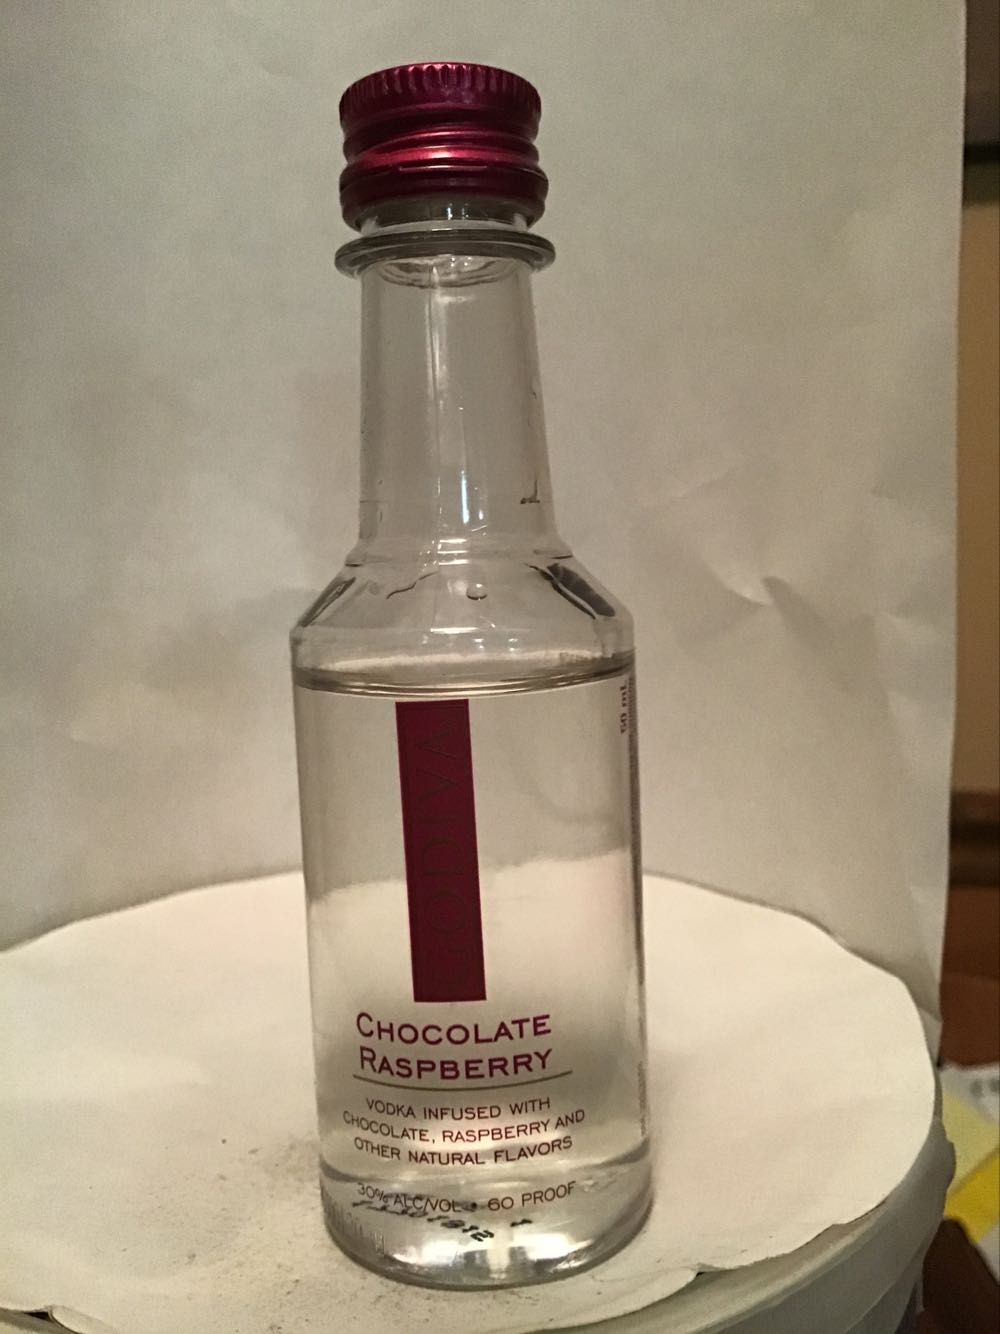 GODIVA
CHOCOLATE
RASPBERRY
VODKA INFUSED WITH
CHOCOLATE, RASPBERRY AND
OTHER NATURAL FLAVORS
30% ALC/VOL • 60 PROOF
50 mL